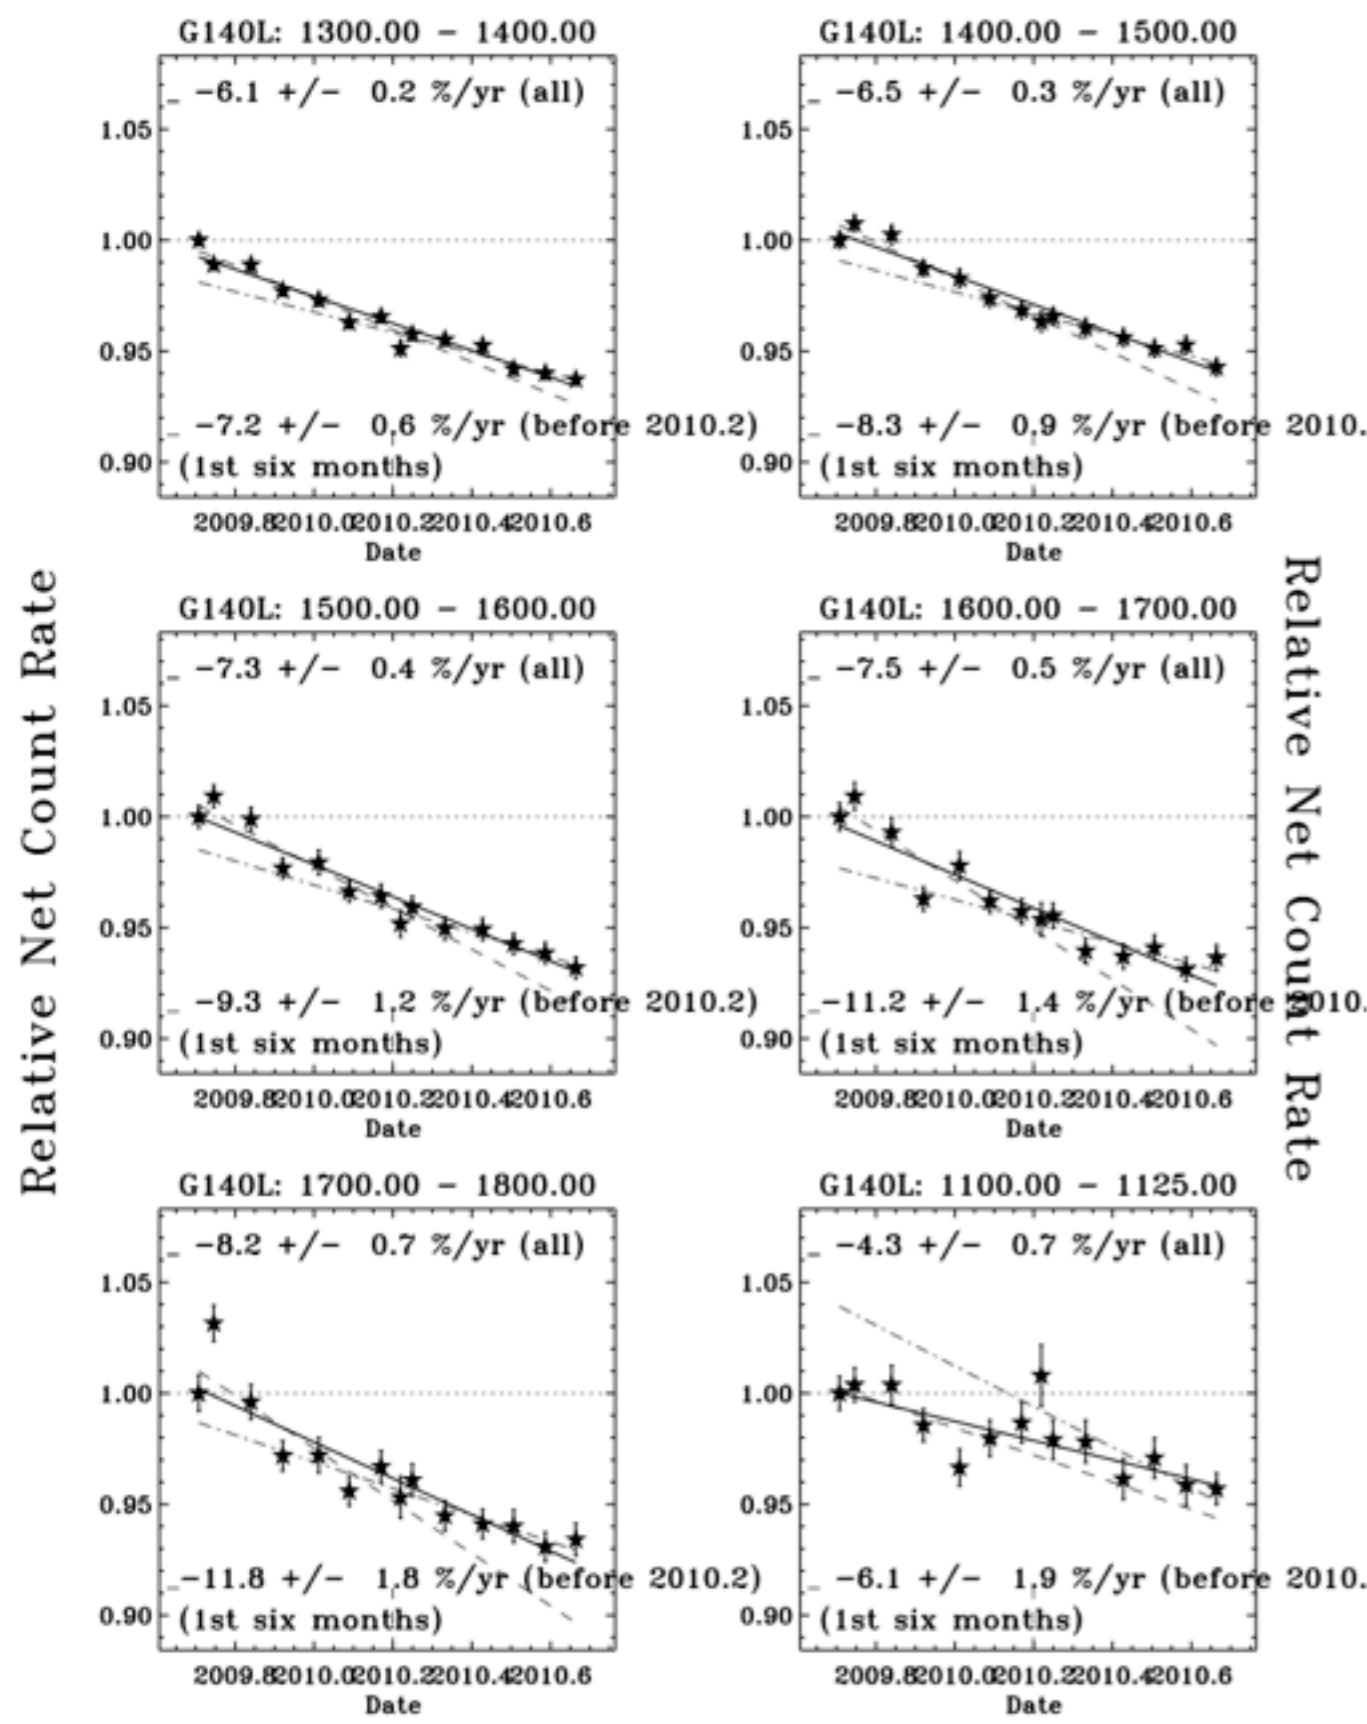 G140L: 1300.00 − 1400.00
−6.1 +/− 0.2 %/yr (all)
1.05
1.00
0.95
−7.2 +/− 0.6 %/yr (before 2010.2)
0.90
(1st six months)
2009.8 2010.0 2010.2 2010.4 2010.6
Date
G140L: 1400.00 − 1500.00
−6.5 +/− 0.3 %/yr (all)
1.05
1.00
0.95
−8.3 +/− 0.9 %/yr (before 2010.
0.90
(1st six months)
2009.8 2010.0 2010.2 2010.4 2010.6
Date
Relative Net Count Rate
G140L: 1500.00 − 1600.00
−7.3 +/− 0.4 %/yr (all)
1.05
1.00
0.95
−9.3 +/− 1.2 %/yr (before 2010.2)
0.90
(1st six months)
2009.8 2010.0 2010.2 2010.4 2010.6
Date
G140L: 1600.00 − 1700.00
−7.5 +/− 0.5 %/yr (all)
1.05
1.00
0.95
−11.2 +/− 1.4 %/yr (before 2010.
0.90
(1st six months)
2009.8 2010.0 2010.2 2010.4 2010.6
Date
Relative Net Count Rate
G140L: 1700.00 − 1800.00
−8.2 +/− 0.7 %/yr (all)
1.05
1.00
0.95
−11.8 +/− 1.8 %/yr (before 2010.2)
0.90
(1st six months)
2009.8 2010.0 2010.2 2010.4 2010.6
Date
G140L: 1100.00 − 1125.00
−4.3 +/− 0.7 %/yr (all)
1.05
1.00
0.95
−6.1 +/− 1.9 %/yr (before 2010.
0.90
(1st six months)
2009.8 2010.0 2010.2 2010.4 2010.6
Date